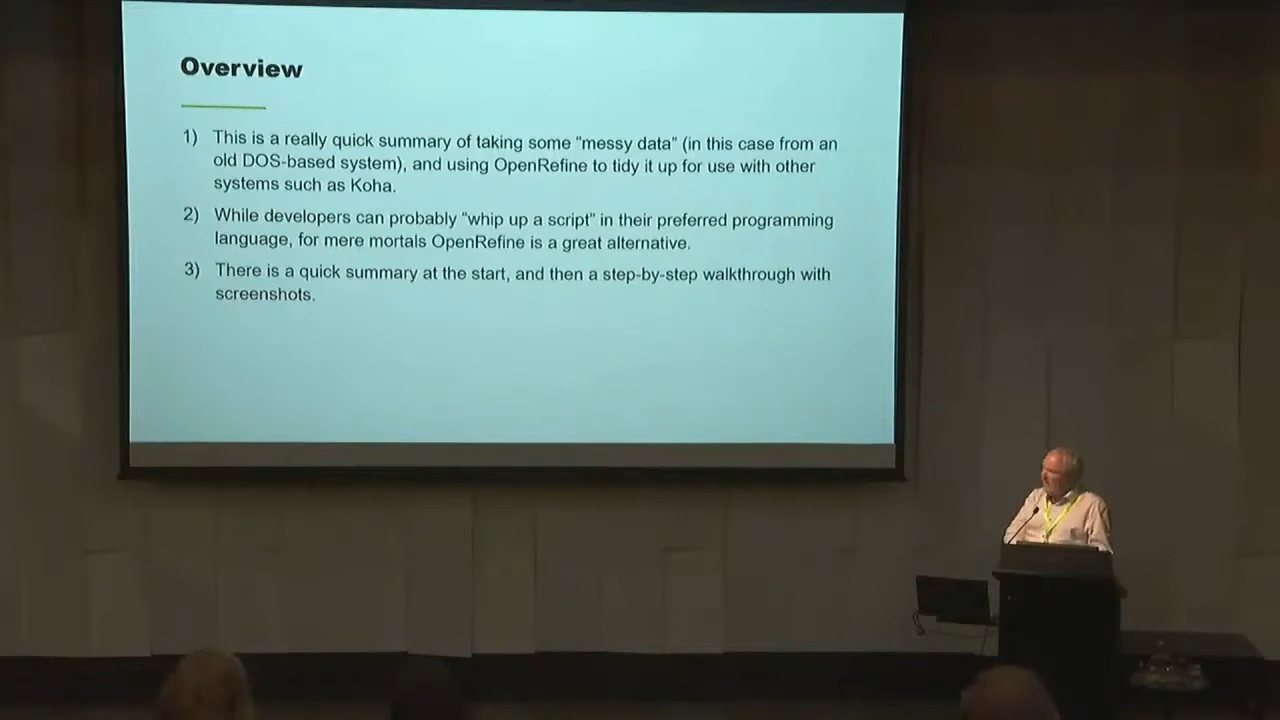 Overview
1) This is a really quick summary of taking some "messy data" (in this case from an
old DOS-based system), and using OpenRefine to tidy it up for use with other
systems such as Koha.
2) While developers can probably "whip up a script" in their preferred programming
language, for mere mortals OpenRefine is a great alternative.
3) There is a quick summary at the start, and then a step-by-step walkthrough with
screenshots.